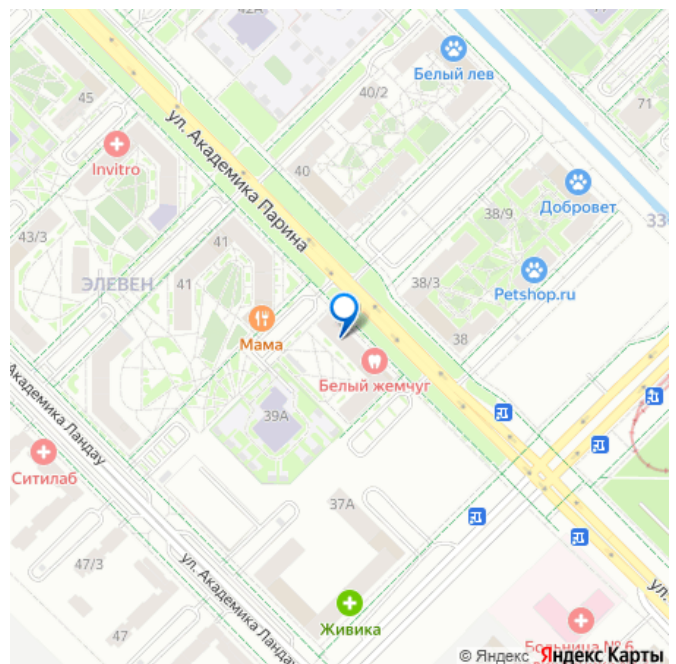 42А
Белый лев
40/2
45
71
ул. Академика Парина
Invitro
40
Добровет
38/9
43/3
41
38/3
Petshop.ru
ЭЛЕВЕН
41
Мама
38
Белый жемчуг
39А
ул. Академика Ландау
Ситилаб
37А
47/3
ул. Академика Ландау
47
Живика
ул.
Больница № 6
© Яндекс Яндекс Карты